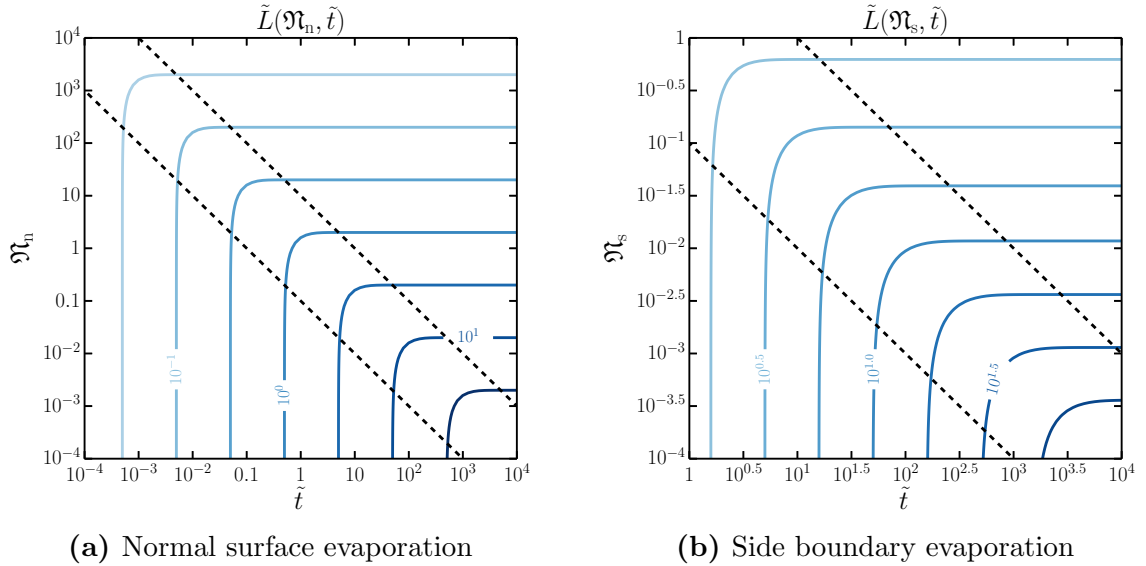 L̃(𝔑ₙ, t̃)
10⁴
10³
10²
10
1
0.1
10⁻²
10⁻³
10⁻⁴
𝔑ₙ
10⁻¹
10⁰
10¹
10⁻⁴ 10⁻³ 10⁻² 0.1 1 10 10² 10³ 10⁴
t̃
(a) Normal surface evaporation
L̃(𝔑ₛ, t̃)
1
10⁻⁰·⁵
10⁻¹
10⁻¹·⁵
10⁻²
10⁻²·⁵
10⁻³
10⁻³·⁵
10⁻⁴
𝔑ₛ
10⁰·⁵
10¹·⁰
10¹·⁵
1 10⁰·⁵ 10¹ 10¹·⁵ 10² 10²·⁵ 10³ 10³·⁵ 10⁴
t̃
(b) Side boundary evaporation